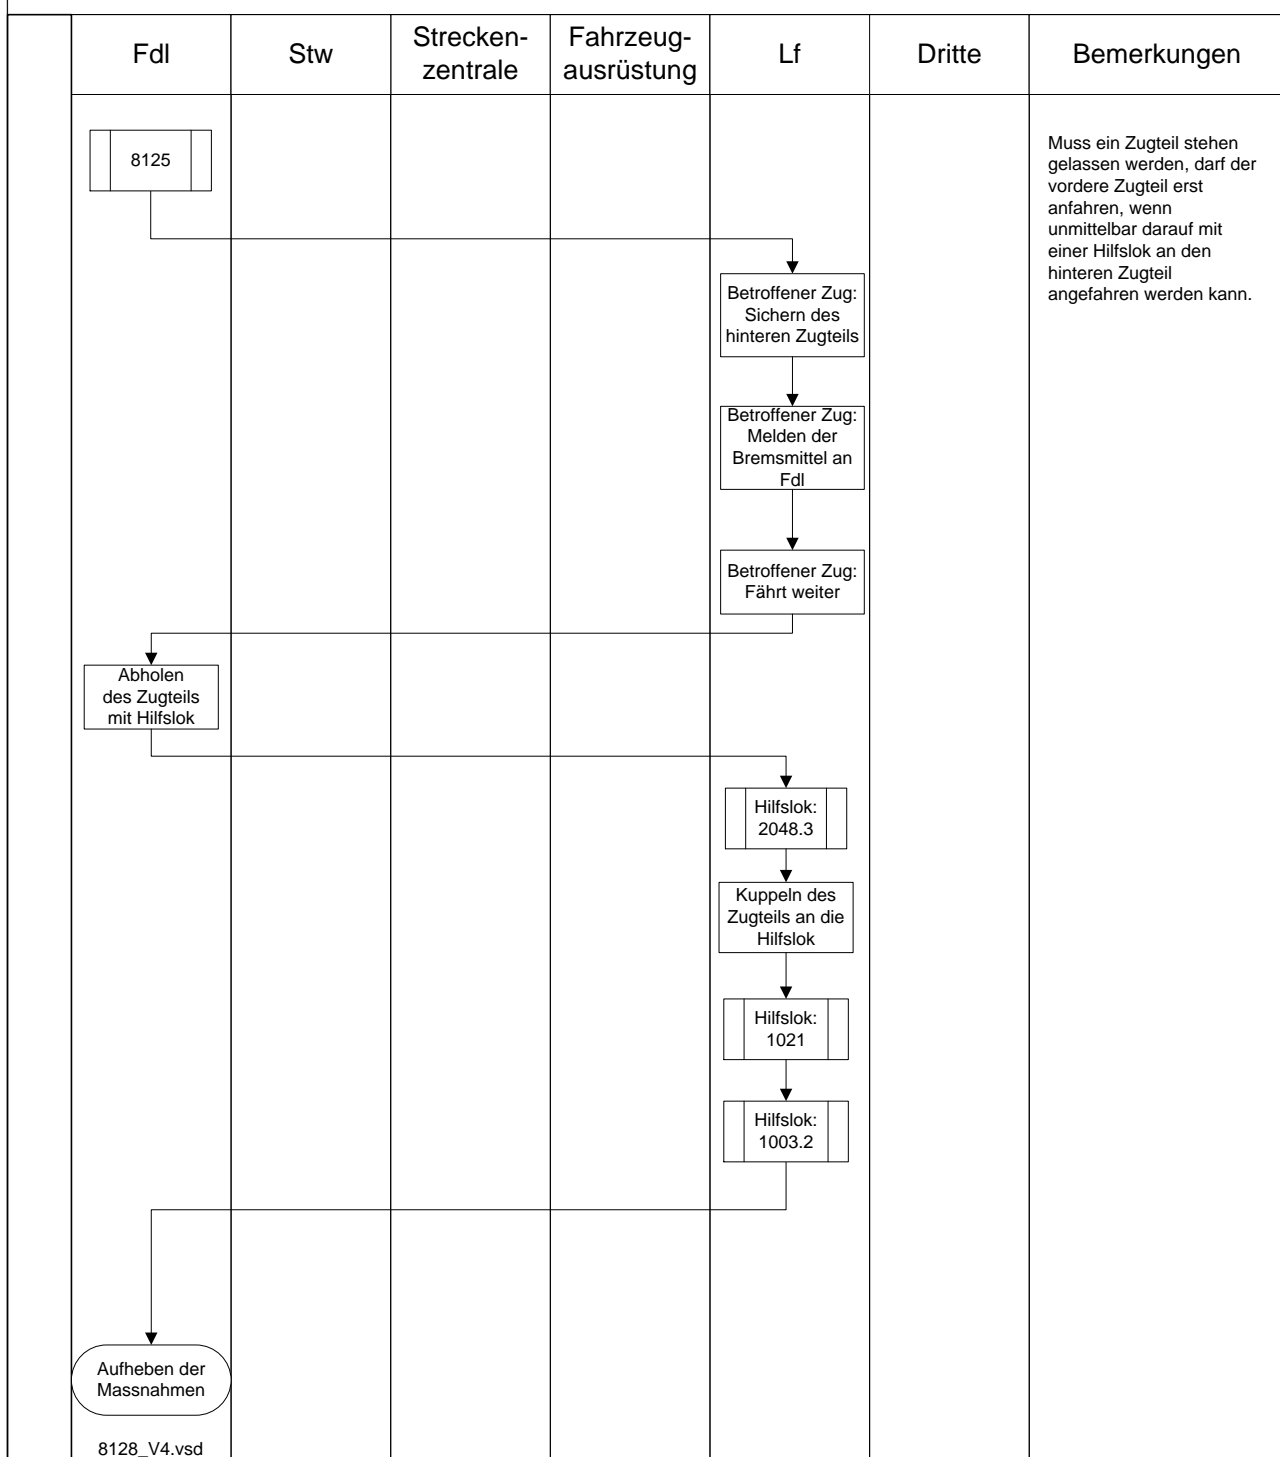 Fdl
Stw
Strecken-
zentrale
Fahrzeug-
ausrüstung
Lf
Dritte
Bemerkungen
8125
Muss ein Zugteil stehen
gelassen werden, darf der
vordere Zugteil erst
anfahren, wenn
unmittelbar darauf mit
einer Hilfslok an den
hinteren Zugteil
angefahren werden kann.
Betroffener Zug:
Sichern des
hinteren Zugteils
Betroffener Zug:
Melden der
Bremsmittel an
Fdl
Betroffener Zug:
Fährt weiter
Abholen
des Zugteils
mit Hilfslok
Hilfslok:
2048.3
Kuppeln des
Zugteils an die
Hilfslok
Hilfslok:
1021
Hilfslok:
1003.2
Aufheben der
Massnahmen
8128_V4.vsd